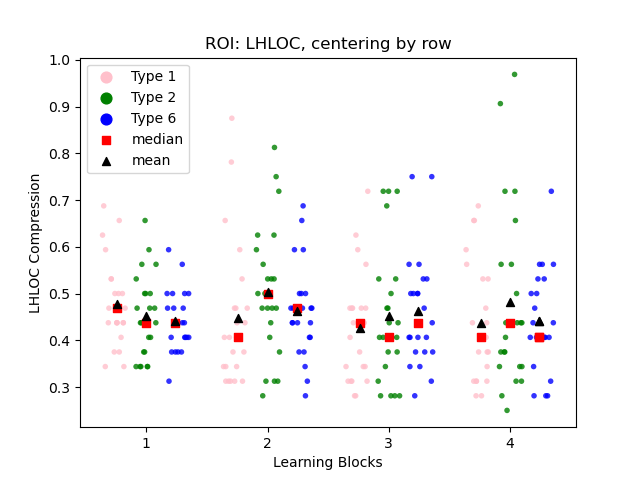 ROI: LHLOC, centering by row
1.0
0.9
0.8
0.7
0.6
0.5
0.4
0.3
LHLOC Compression
Type 1
Type 2
Type 6
median
mean
1 2 3 4
Learning Blocks